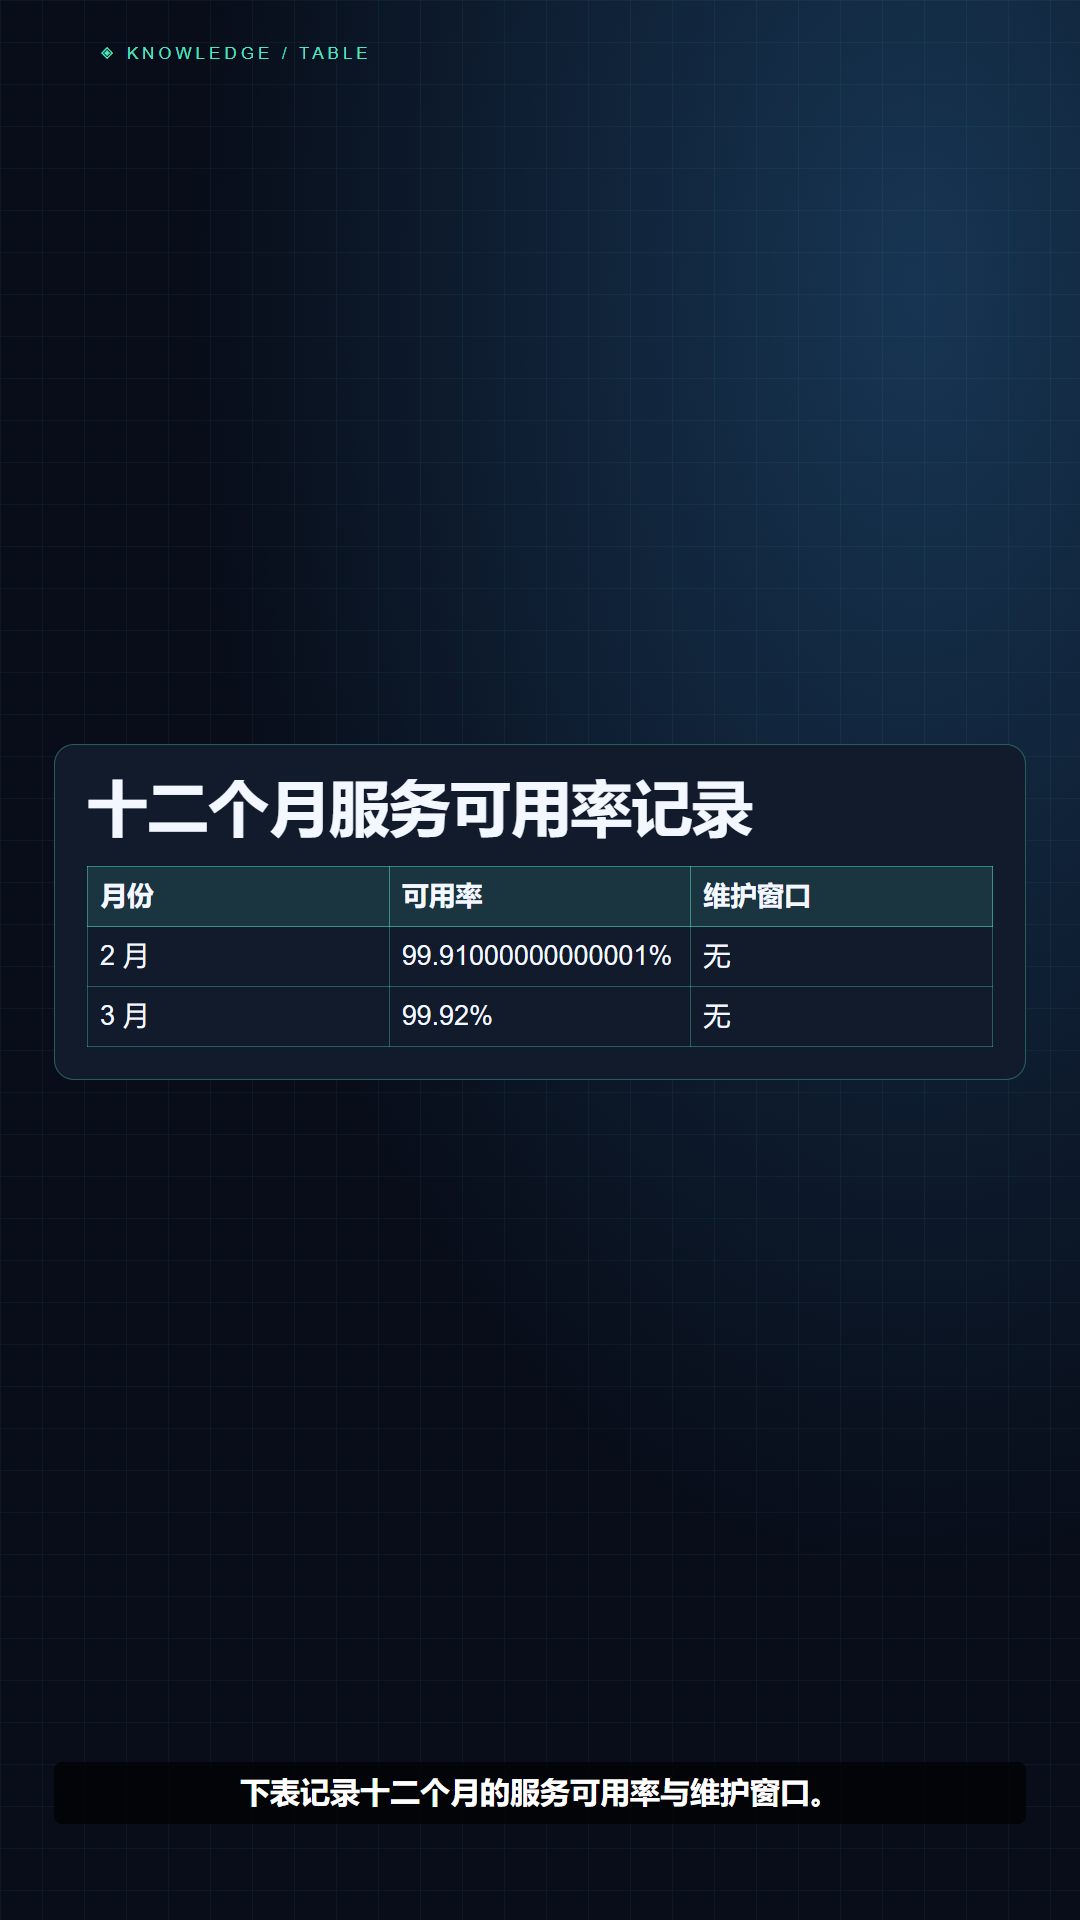 ◈ KNOWLEDGE / TABLE
十二个月服务可用率记录
月份 可用率 维护窗口
2 月 99.91000000000001% 无
3 月 99.92% 无
下表记录十二个月的服务可用率与维护窗口。